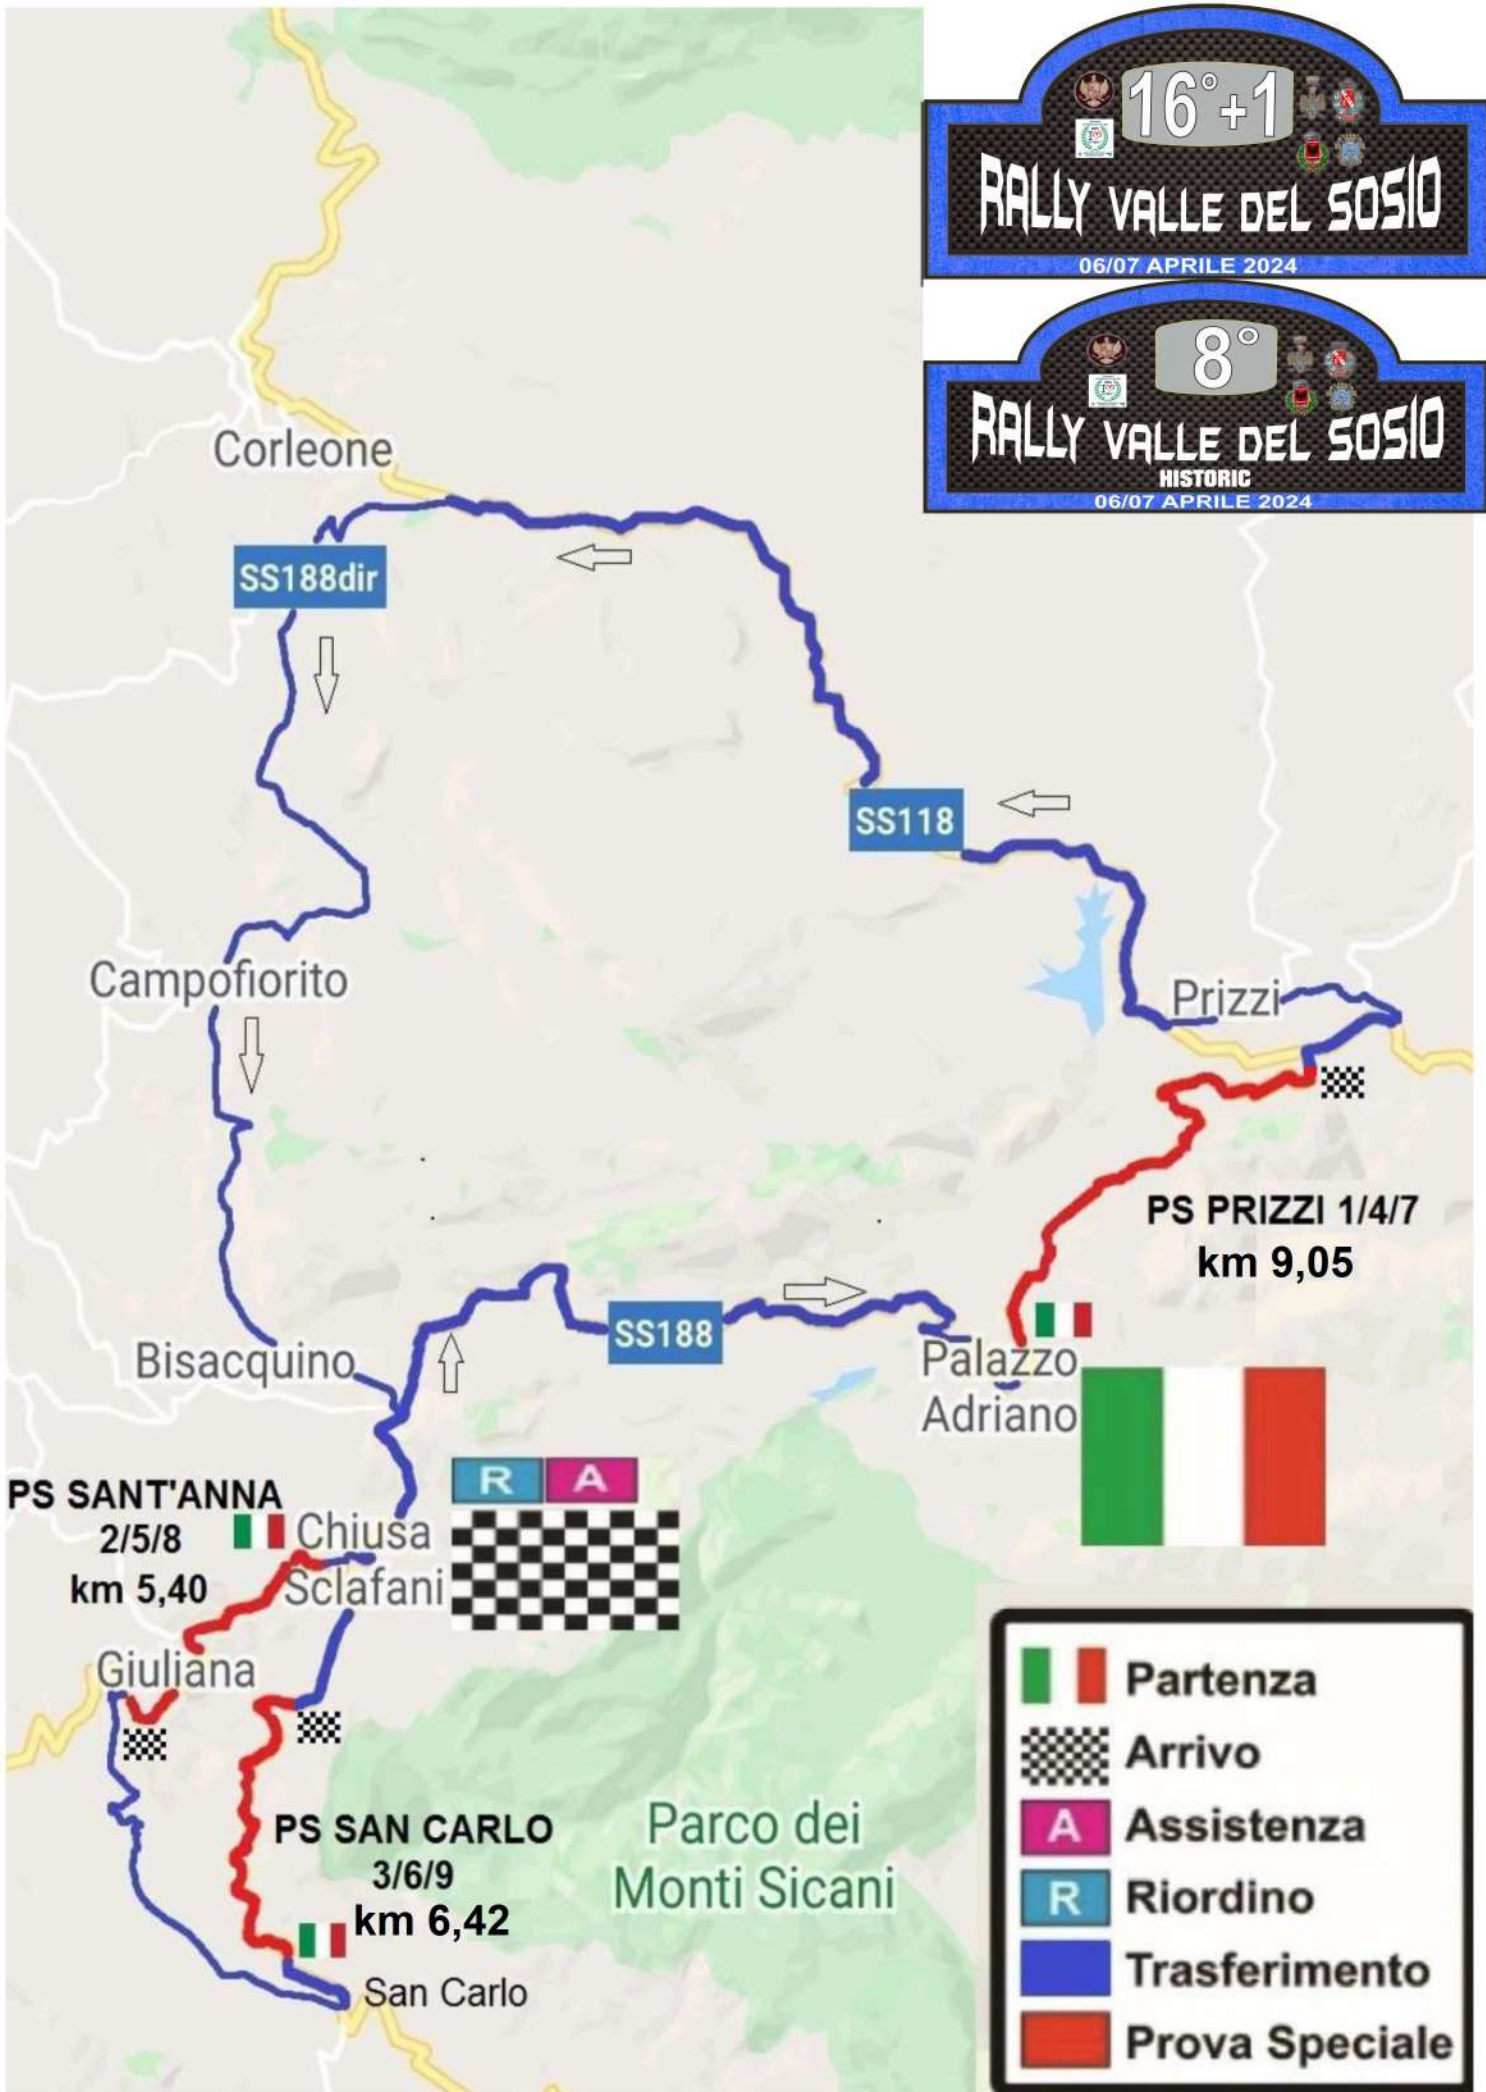 16°+1
RALLY VALLE DEL SOSIO
06/07 APRILE 2024
8°
RALLY VALLE DEL SOSIO
HISTORIC
06/07 APRILE 2024
Corleone
SS188dir
SS118
Campofiorito
Prizzi
PS PRIZZI 1/4/7
km 9,05
SS188
Bisacquino
Palazzo
Adriano
R A
PS SANT'ANNA
2/5/8
km 5,40
Chiusa
Sclafani
Giuliana
PS SAN CARLO
3/6/9
km 6,42
San Carlo
Parco dei
Monti Sicani
Partenza
Arrivo
A Assistenza
R Riordino
Trasferimento
Prova Speciale